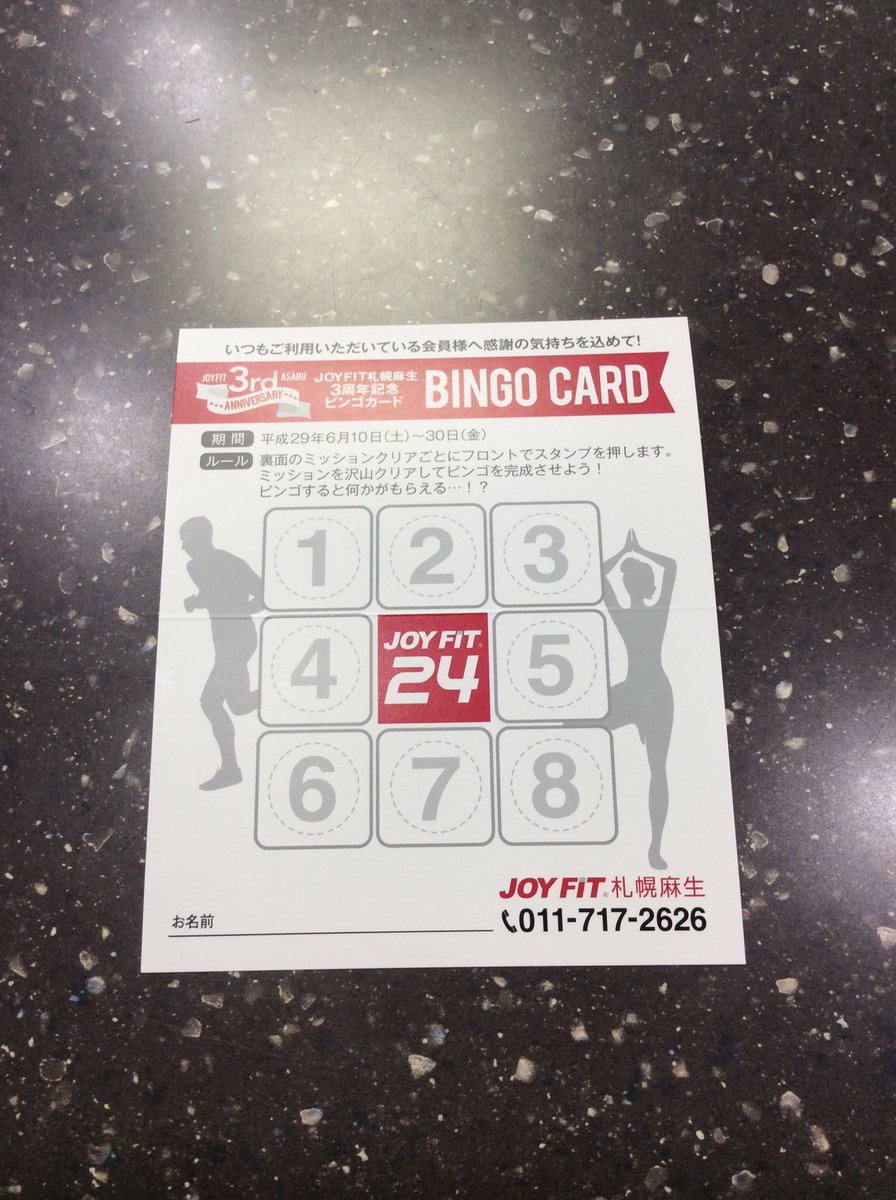 いつもご利用いただいている会員様へ感謝の気持ちを込めて!
JOYFIT 3rd ASABU
ANNIVERSARY
JOYFIT札幌麻生
3周年記念
ビンゴカード
BINGO CARD
期間 平成29年6月10日(土)~30日(金)
ルール 裏面のミッションクリアごとにフロントでスタンプを押します。
ミッションを沢山クリアしてビンゴを完成させよう!
ビンゴすると何かがもらえる…!?
1 2 3
4 JOYFIT 24 5
6 7 8
JOYFIT 札幌麻生
011-717-2626
お名前